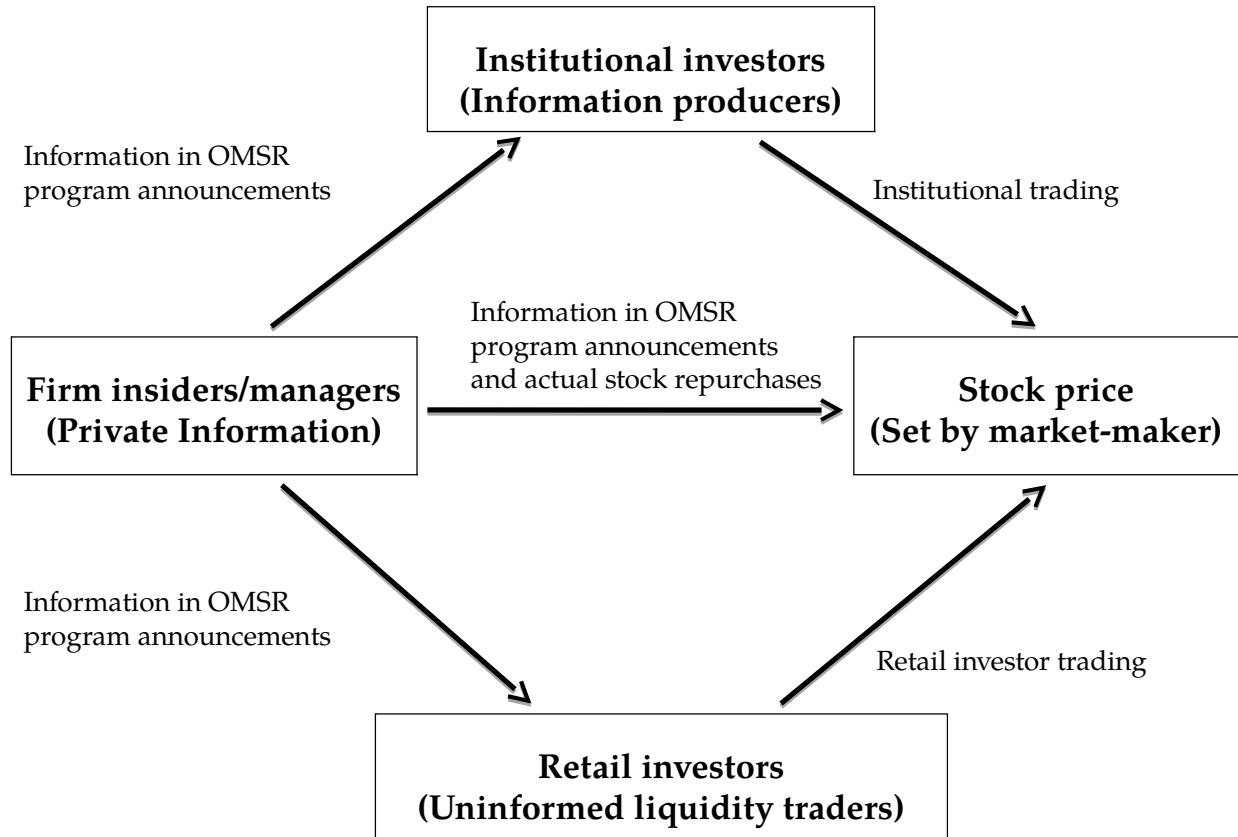 Institutional investors
(Information producers)
Information in OMSR
program announcements
Institutional trading
Information in OMSR
program announcements
and actual stock repurchases
Firm insiders/managers
(Private Information)
Stock price
(Set by market-maker)
Information in OMSR
program announcements
Retail investor trading
Retail investors
(Uninformed liquidity traders)